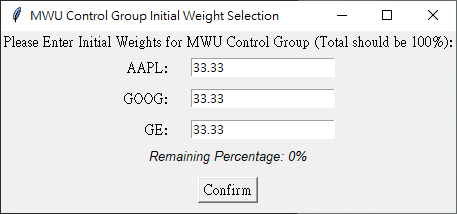 MWU Control Group Initial Weight Selection
Please Enter Initial Weights for MWU Control Group (Total should be 100%):
AAPL: 33.33
GOOG: 33.33
GE: 33.33
Remaining Percentage: 0%
Confirm